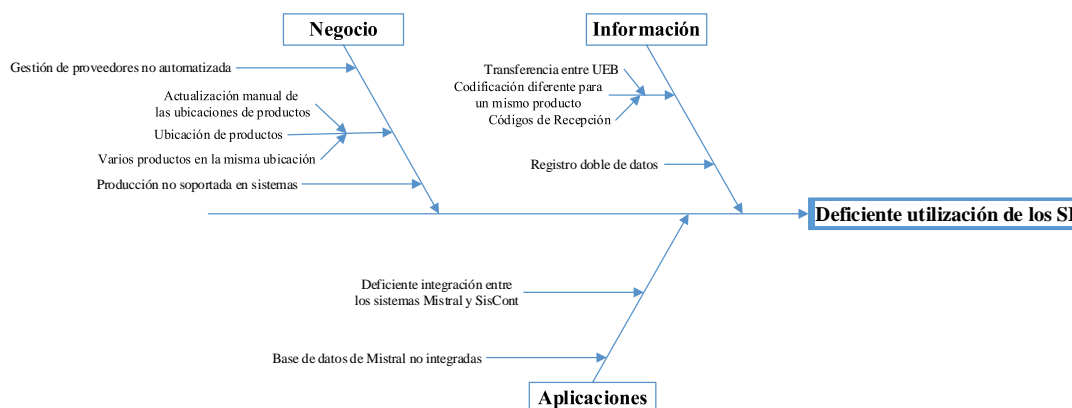 Negocio
Información
Gestión de proveedores no automatizada
Actualización manual de
las ubicaciones de productos
Ubicación de productos
Varios productos en la misma ubicación
Producción no soportada en sistemas
Transferencia entre UEB
Codificación diferente para
un mismo producto
Códigos de Recepción
Registro doble de datos
Deficiente utilización de los SI
Deficiente integración entre
los sistemas Mistral y SisCont
Base de datos de Mistral no integradas
Aplicaciones